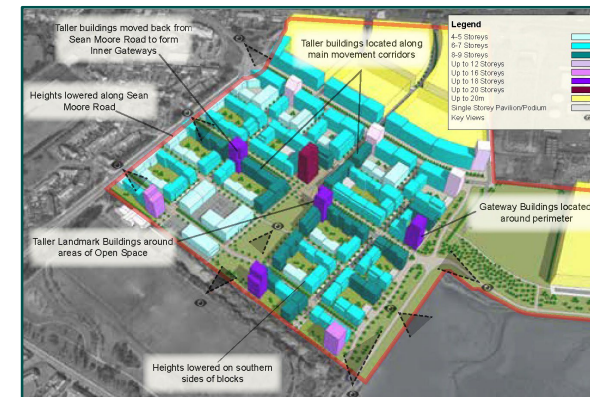 Taller buildings moved back from
Sean Moore Road to form
Inner Gateways
Taller buildings located along
main movement corridors
Legend
4-5 Storeys
6-7 Storeys
8-9 Storeys
Up to 12 Storeys
Up to 16 Storeys
Up to 18 Storeys
Up to 20 Storeys
Up to 20m
Single Storey Pavilion/Podium
Key Views
Heights lowered along Sean
Moore Road
Taller Landmark Buildings around
areas of Open Space
Gateway Buildings located
around perimeter
Heights lowered on southern
sides of blocks